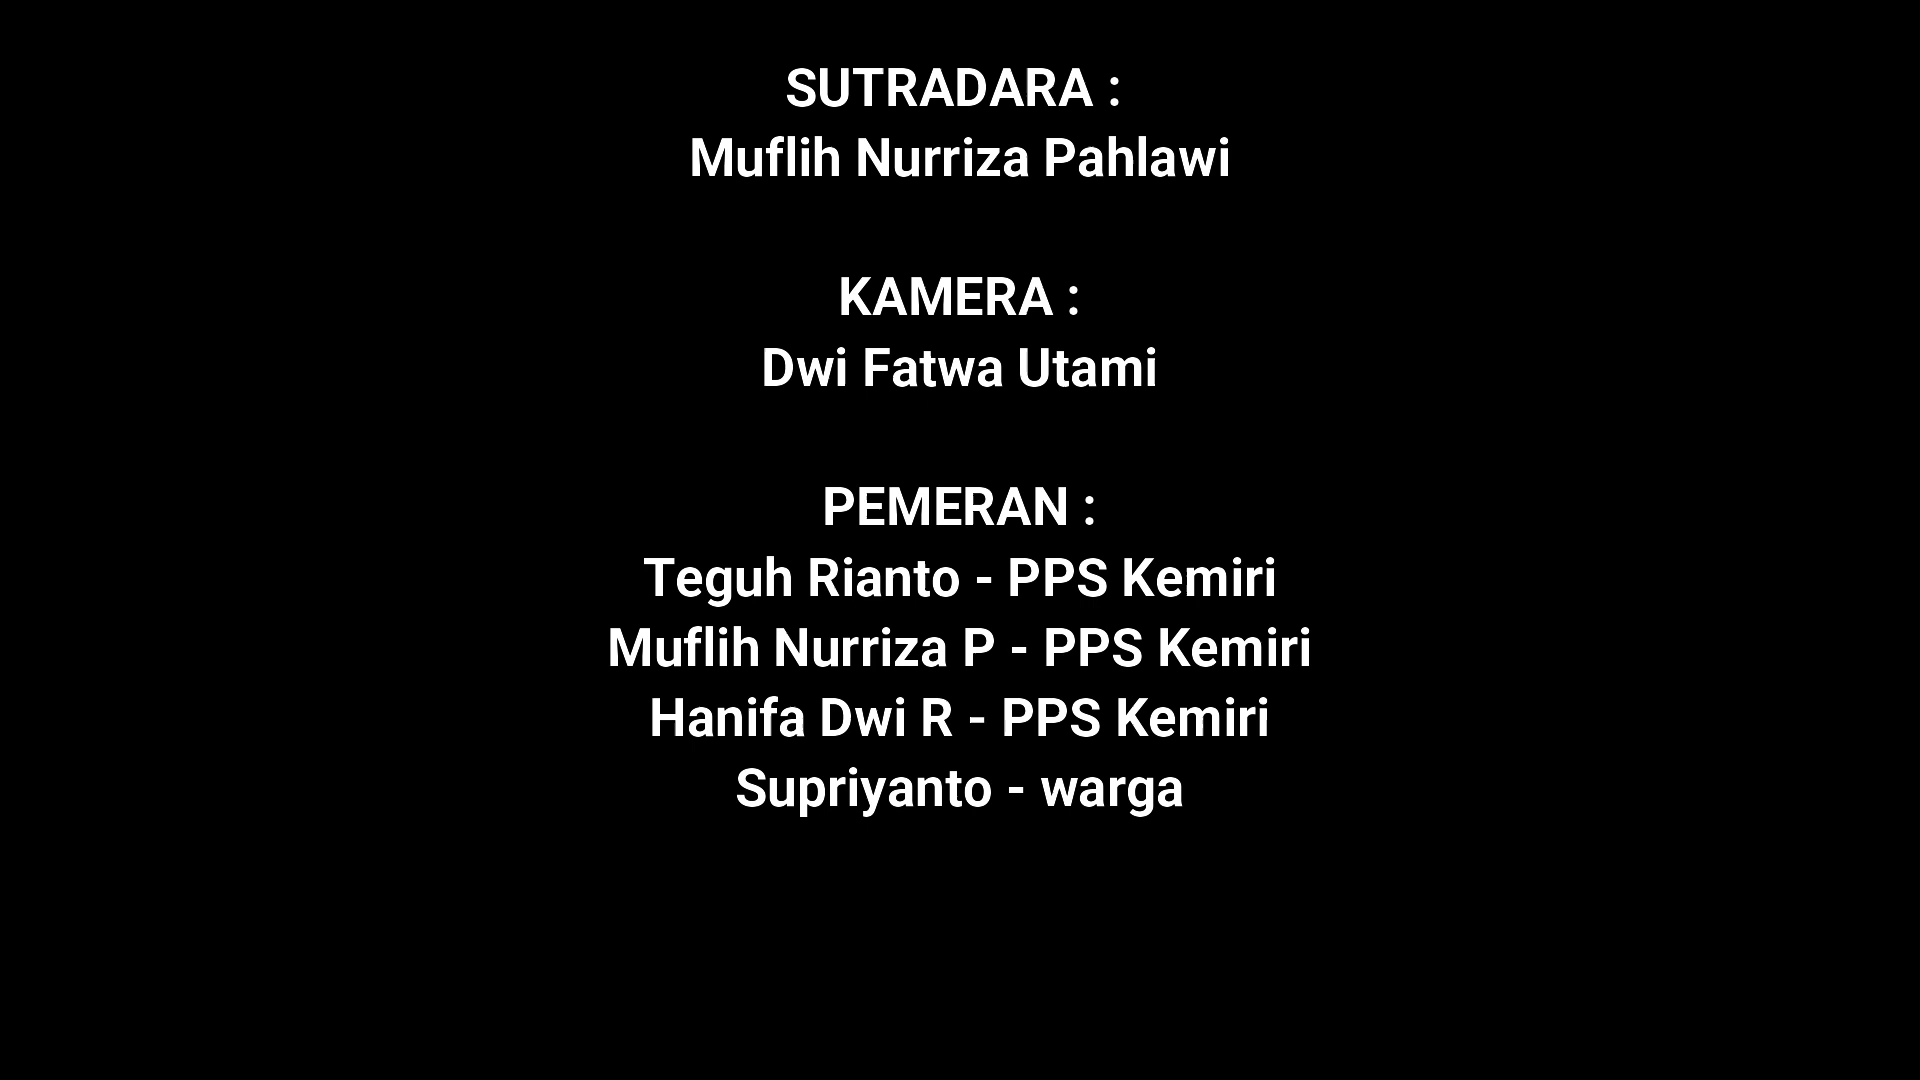 SUTRADARA :
Muflih Nurriza Pahlawi
KAMERA :
Dwi Fatwa Utami
PEMERAN :
Teguh Rianto - PPS Kemiri
Muflih Nurriza P - PPS Kemiri
Hanifa Dwi R - PPS Kemiri
Supriyanto - warga